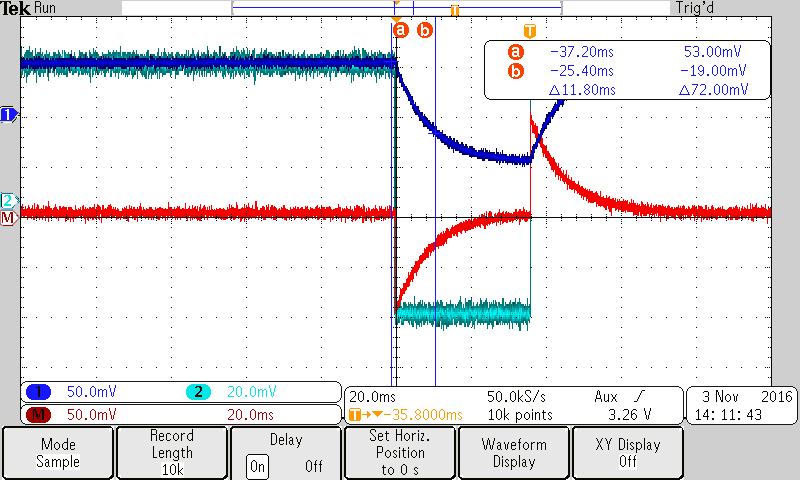 Tek Run Trig'd
T
a b T
a -37.20ms 53.00mV
b -25.40ms -19.00mV
Δ11.80ms Δ72.00mV
1
2
M
1 50.0mV 2 20.0mV
M 50.0mV 20.0ms
20.0ms 50.0kS/s Aux
T→▼-35.8000ms 10k points 3.26 V
3 Nov 2016
14:11:43
Mode
Sample
Record
Length
10k
Delay
On Off
Set Horiz.
Position
to 0 s
Waveform
Display
XY Display
Off